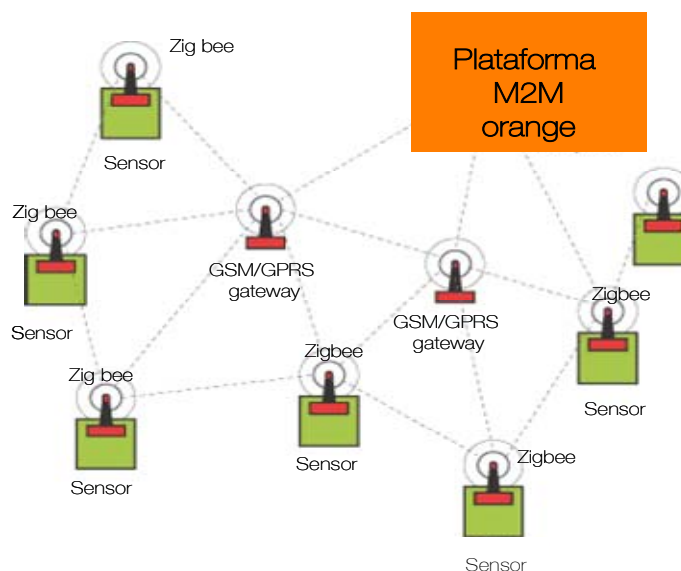 Zig bee
Plataforma
M2M
orange
Sensor
Zig bee
GSM/GPRS
gateway
Sensor
Zigbee
GSM/GPRS
gateway
Zigbee
Zig bee
Sensor
Sensor
Sensor
Zigbee
Sensor